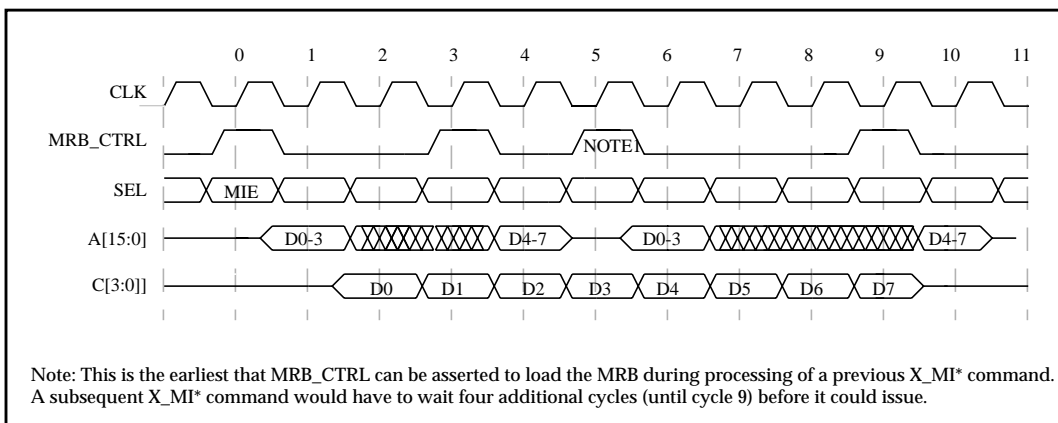 0 1 2 3 4 5 6 7 8 9 10 11
CLK
MRB_CTRL NOTE1
SEL MIE
A[15:0] D0-3 D4-7 D0-3 D4-7
C[3:0]] D0 D1 D2 D3 D4 D5 D6 D7
Note: This is the earliest that MRB_CTRL can be asserted to load the MRB during processing of a previous X_MI* command.
A subsequent X_MI* command would have to wait four additional cycles (until cycle 9) before it could issue.